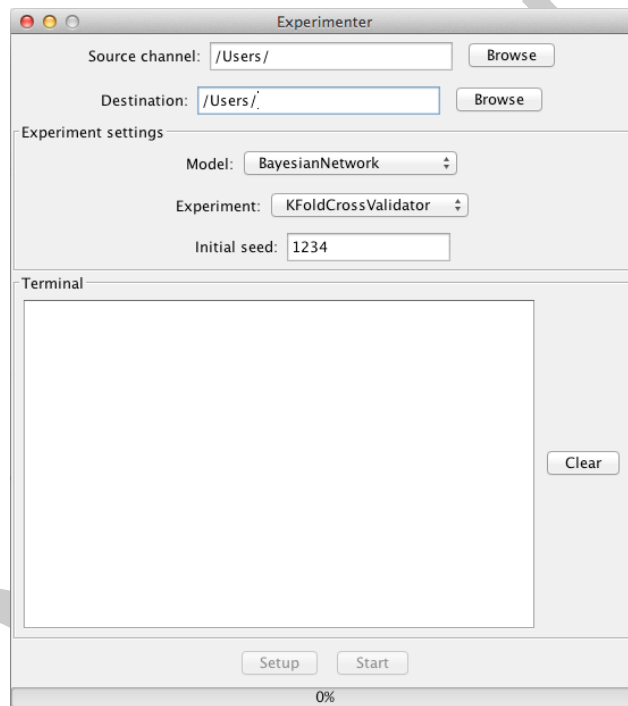 Experimenter
Source channel: /Users/ Browse
Destination: /Users/ Browse
Experiment settings
Model: BayesianNetwork
Experiment: KFoldCrossValidator
Initial seed: 1234
Terminal
Clear
Setup Start
0%